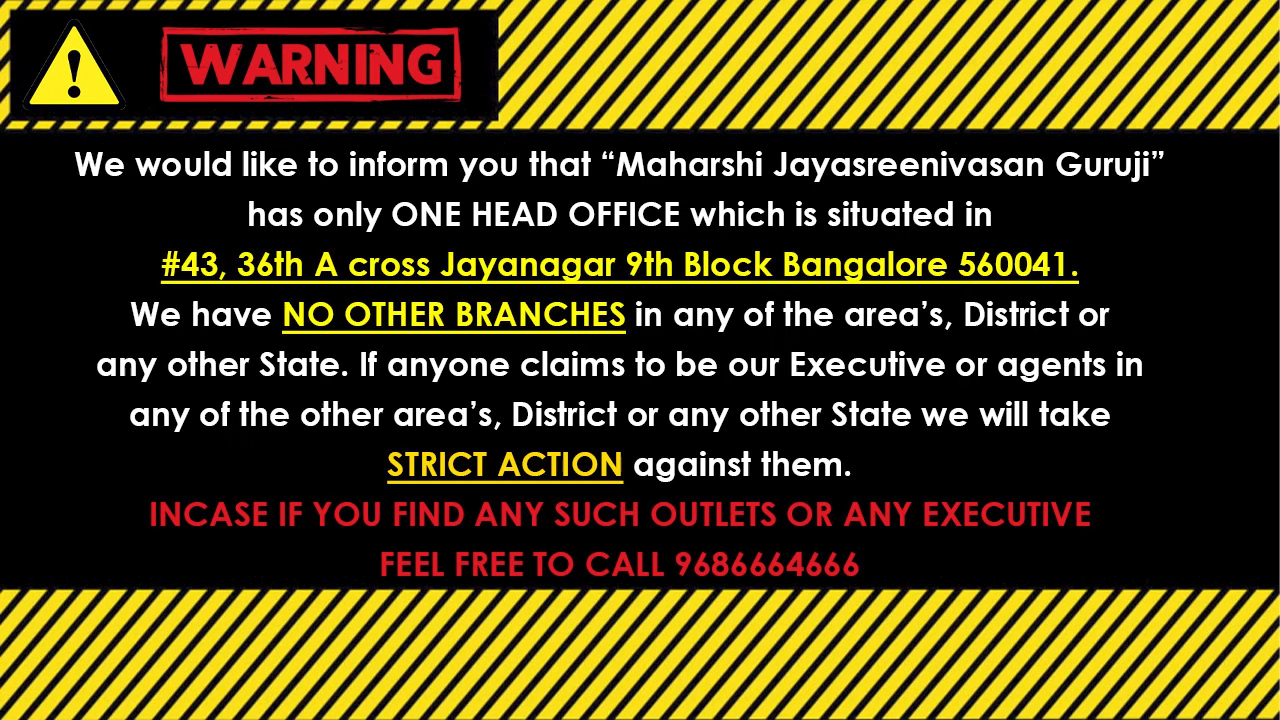 WARNING
We would like to inform you that “Maharshi Jayasreenivasan Guruji”
has only ONE HEAD OFFICE which is situated in
#43, 36th A cross Jayanagar 9th Block Bangalore 560041.
We have NO OTHER BRANCHES in any of the area’s, District or
any other State. If anyone claims to be our Executive or agents in
any of the other area’s, District or any other State we will take
STRICT ACTION against them.
INCASE IF YOU FIND ANY SUCH OUTLETS OR ANY EXECUTIVE
FEEL FREE TO CALL 9686664666